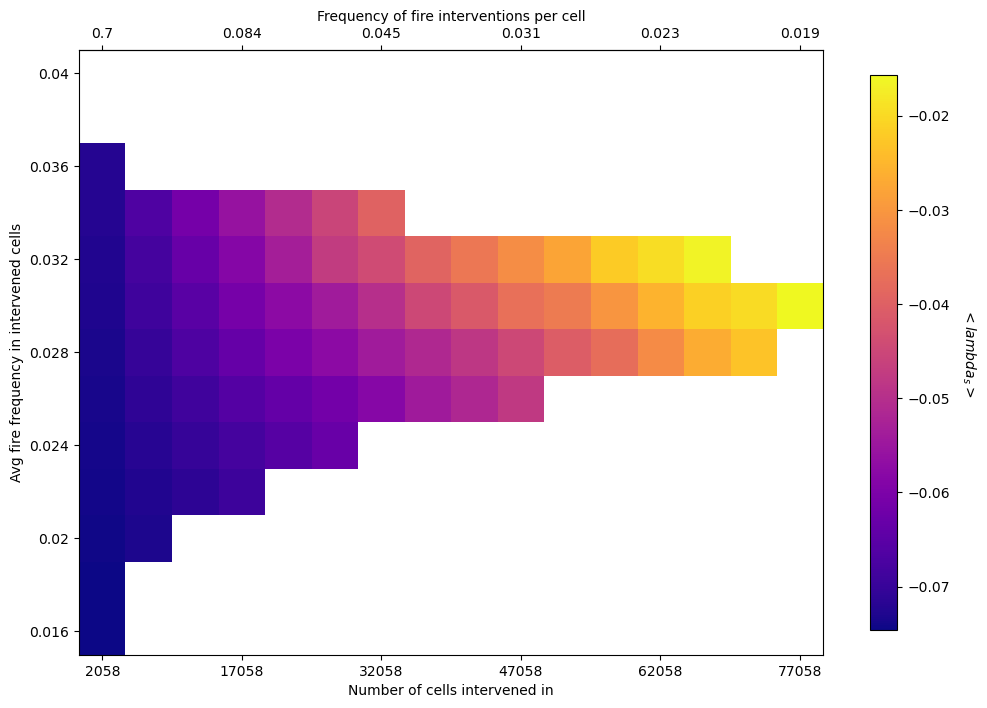 Frequency of fire interventions per cell
0.7 0.084 0.045 0.031 0.023 0.019
0.04
0.036
0.032
0.028
0.024
0.02
0.016
Avg fire frequency in intervened cells
2058 17058 32058 47058 62058 77058
Number of cells intervened in
−0.02
−0.03
−0.04
−0.05
−0.06
−0.07
< lambda_s >